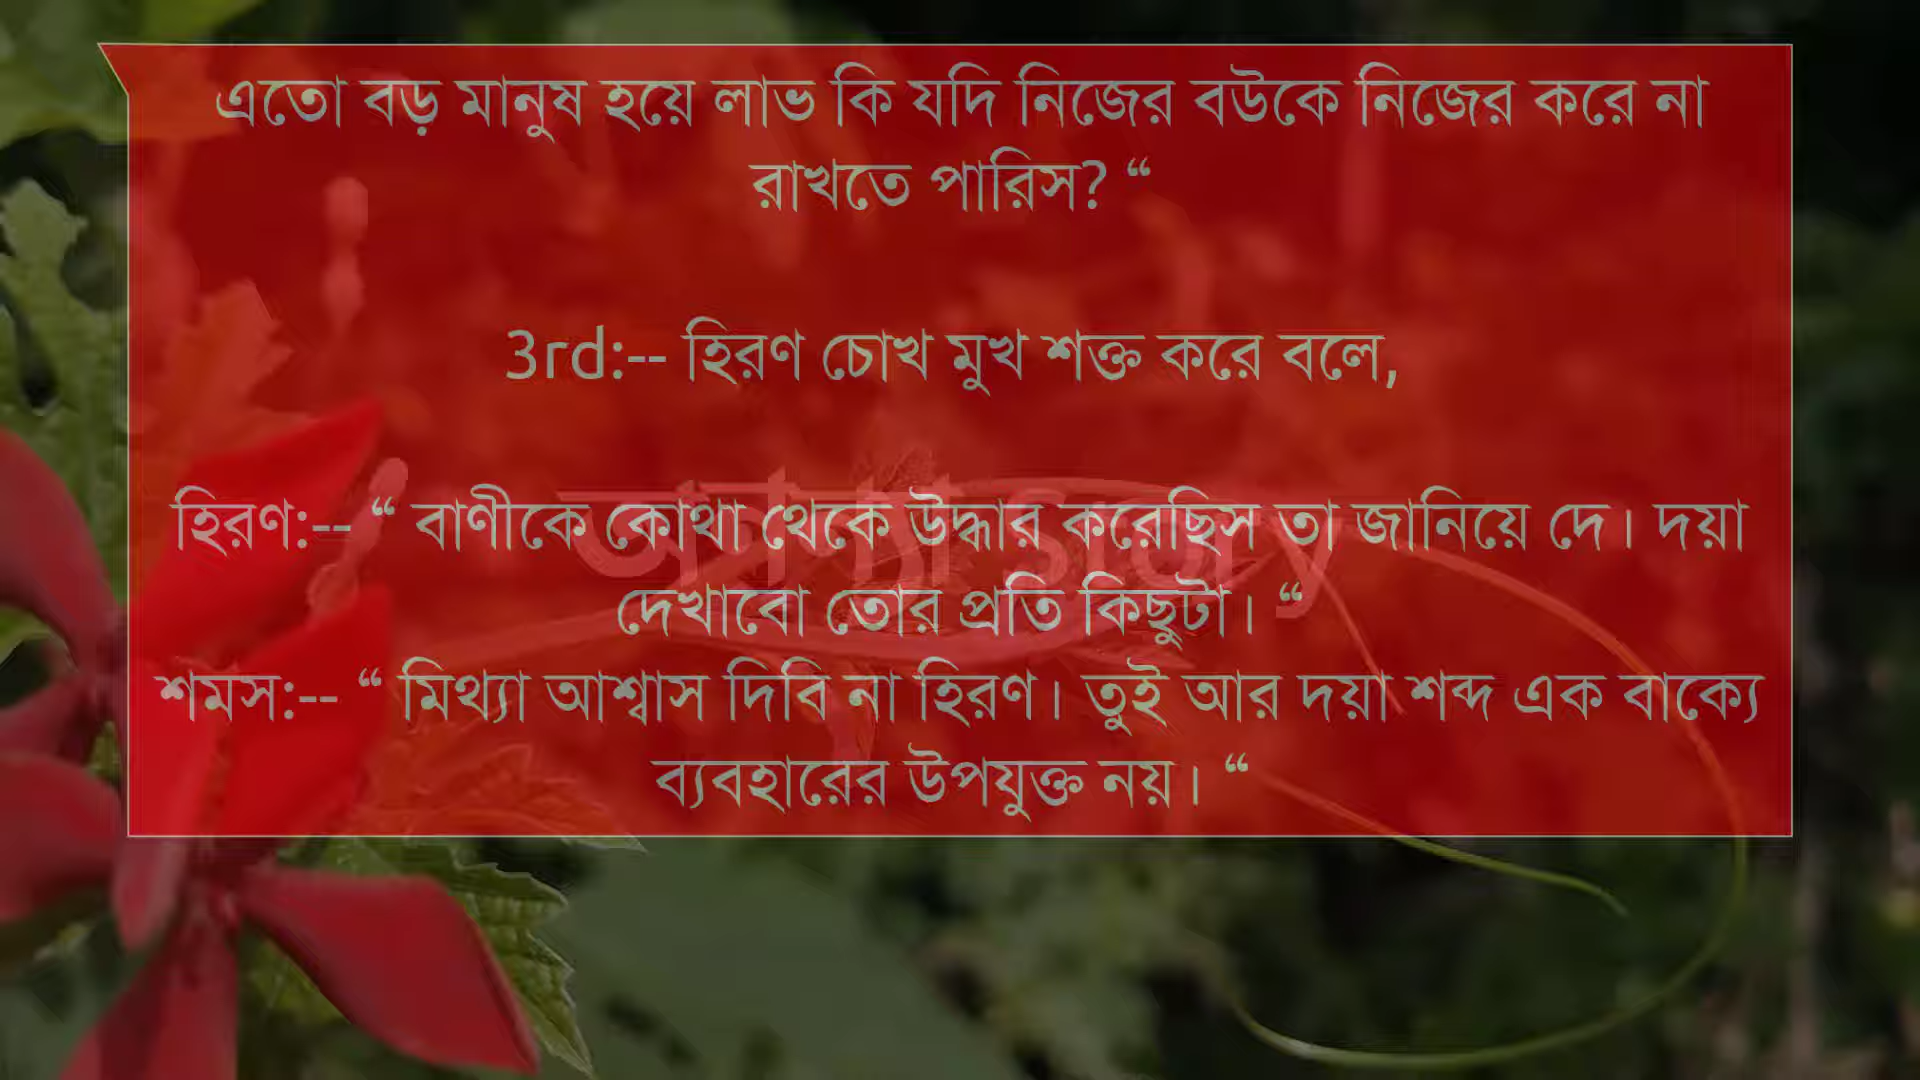 এতো বড় মানুষ হয়ে লাভ কি যদি নিজের বউকে নিজের করে না
রাখতে পারিস? “
3rd:-- হিরণ চোখ মুখ শক্ত করে বলে,
হিরণ:-- “ বাণীকে কোথা থেকে উদ্ধার করেছিস তা জানিয়ে দে। দয়া
দেখাবো তোর প্রতি কিছুটা। “
শমস:-- “ মিথ্যা আশ্বাস দিবি না হিরণ। তুই আর দয়া শব্দ এক বাক্যে
ব্যবহারের উপযুক্ত নয়। “